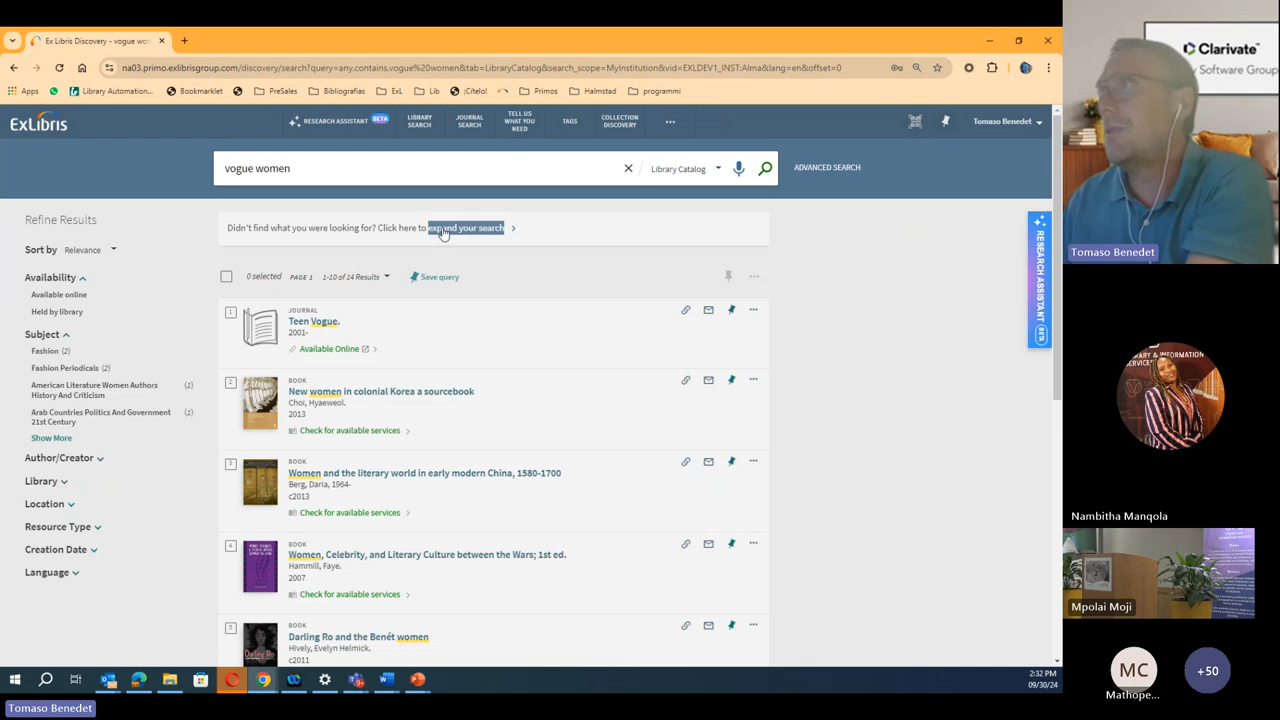 Ex Libris Discovery - vogue wom
na03.primo.exlibrisgroup.com/discovery/search?query=any.contains.vogue%20women&tab=LibraryCatalog&search_scope=MyInstitution&vid=EXLDEV1_INST:Alma&lang=en&offset=0
Apps
Library Automation...
Bookmarklet
PreSales
Bibliografias
ExL
Lib
¡Cítelo!
Primos
Halmstad
programmi
ExLibris
RESEARCH ASSISTANT BETA
LIBRARY SEARCH
JOURNAL SEARCH
TELL US WHAT YOU NEED
TAGS
COLLECTION DISCOVERY
Tomaso Benedet
vogue women
Library Catalog
ADVANCED SEARCH
Refine Results
Sort by Relevance
Availability
Available online
Held by library
Subject
Fashion (2)
Fashion Periodicals (2)
American Literature Women Authors (1)
History And Criticism
Arab Countries Politics And Government (1)
21st Century
Show More
Author/Creator
Library
Location
Resource Type
Creation Date
Language
Didn't find what you were looking for? Click here to expand your search
0 selected PAGE 1 1-10 of 14 Results
Save query
1
JOURNAL
Teen Vogue.
2001-
Available Online
2
BOOK
New women in colonial Korea a sourcebook
Choi, Hyaeweol.
2013
Check for available services
3
BOOK
Women and the literary world in early modern China, 1580-1700
Berg, Daria, 1964-
c2013
Check for available services
4
BOOK
Women, Celebrity, and Literary Culture between the Wars; 1st ed.
Hammill, Faye.
2007
Check for available services
5
BOOK
Darling Ro and the Benét women
Hively, Evelyn Helmick.
c2011
RESEARCH ASSISTANT BETA
2:32 PM
09/30/24
Tomaso Benedet
Clarivate
Software Group
Tomaso Benedet
Nambitha Manqola
Mpolai Moji
MC
Mathope...
+50